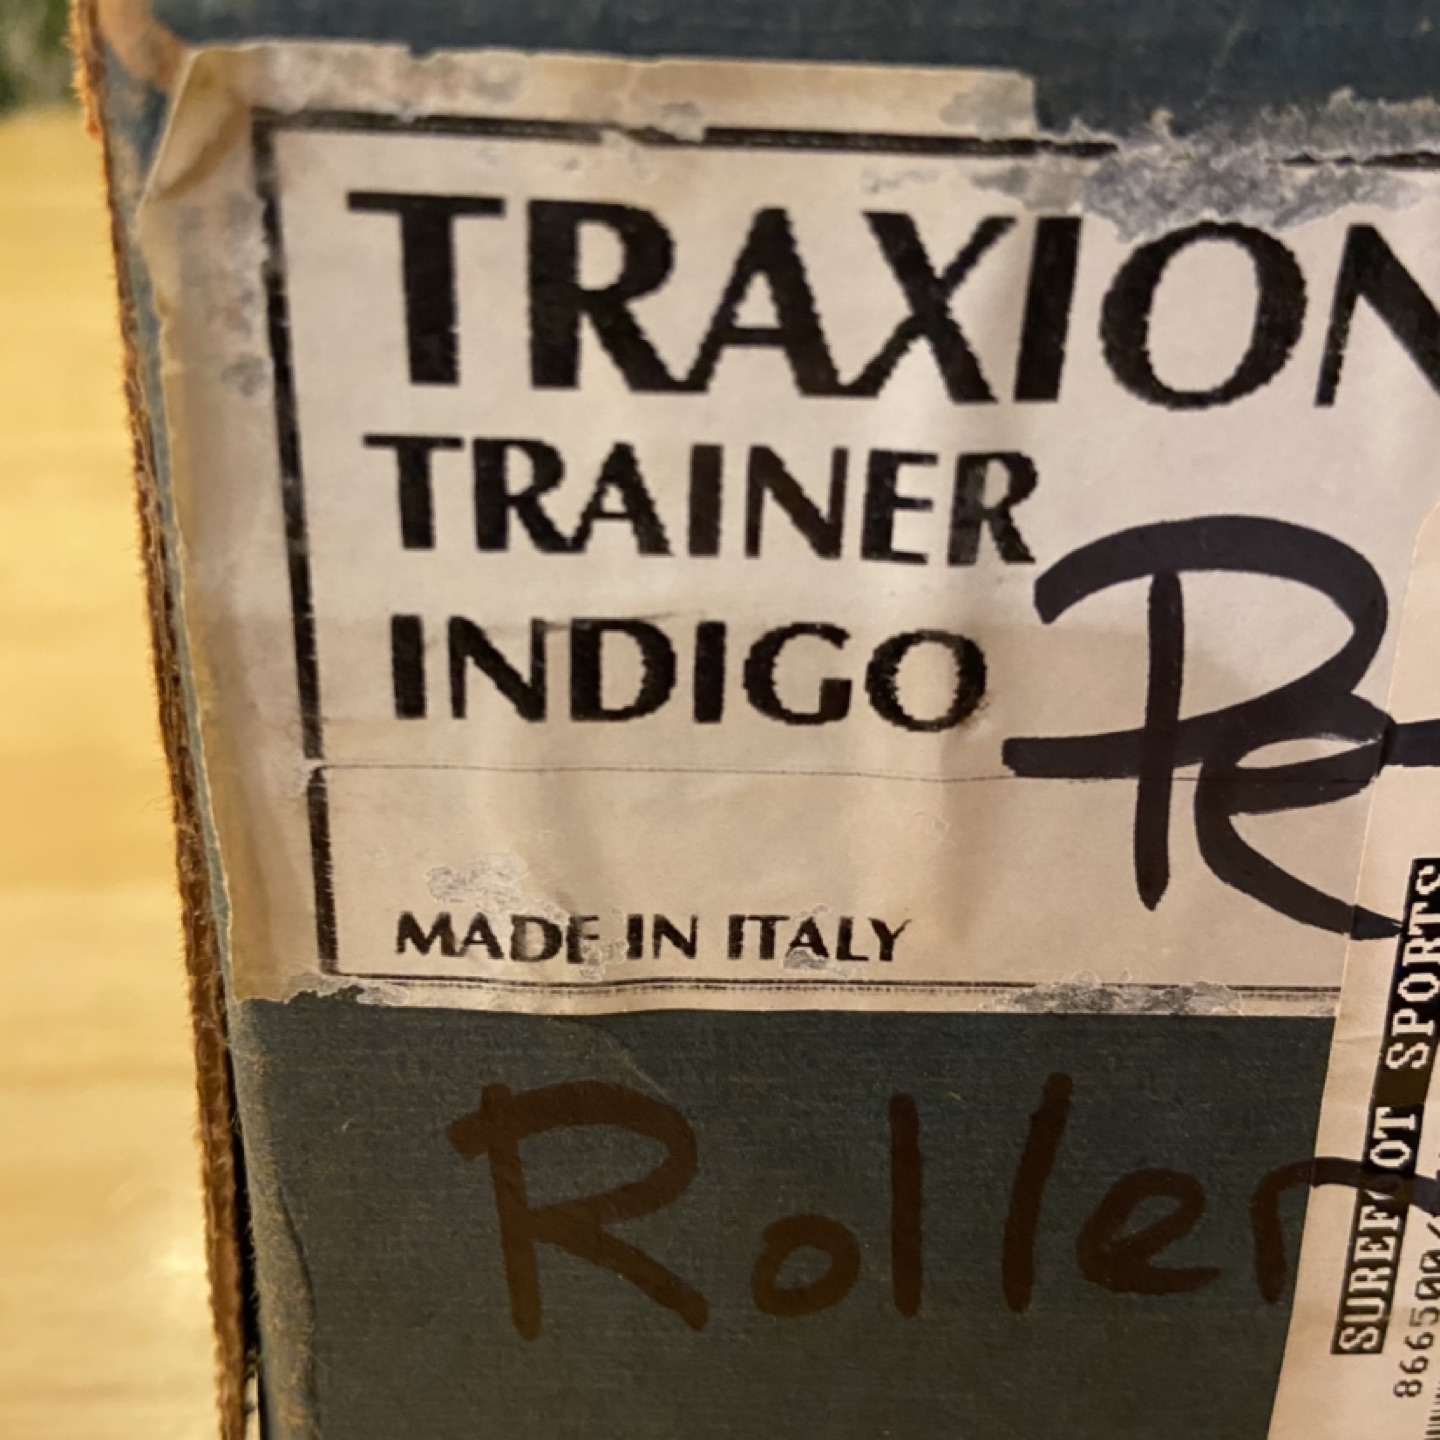 TRAXION
TRAINER
INDIGO
MADE IN ITALY
Roller
SUREFOOT SPORTS